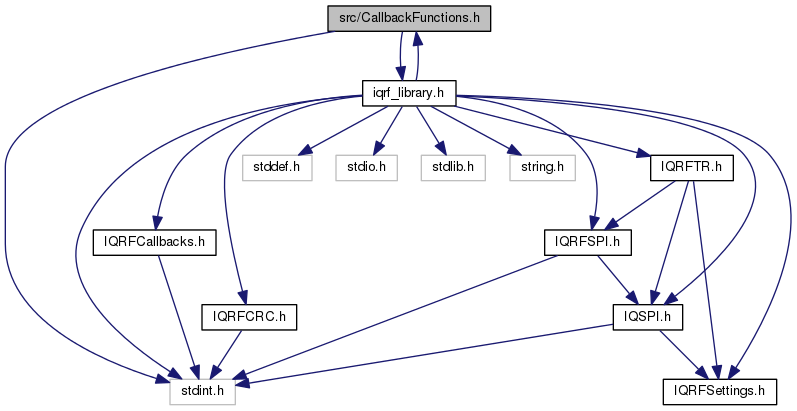 src/CallbackFunctions.h
iqrf_library.h
stddef.h
stdio.h
stdlib.h
string.h
IQRFTR.h
IQRFCallbacks.h
IQRFSPI.h
IQRFCRC.h
IQSPI.h
stdint.h
IQRFSettings.h